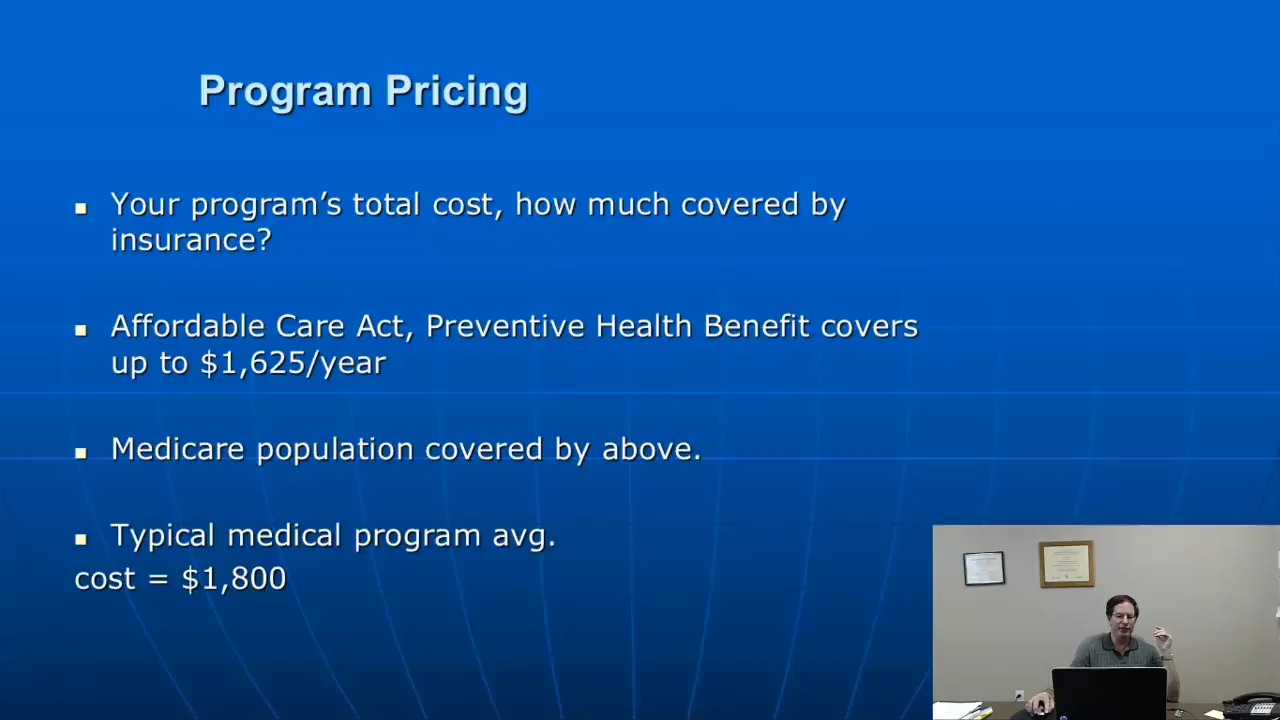 Program Pricing
▪ Your program’s total cost, how much covered by
insurance?
▪ Affordable Care Act, Preventive Health Benefit covers
up to $1,625/year
▪ Medicare population covered by above.
▪ Typical medical program avg.
cost = $1,800